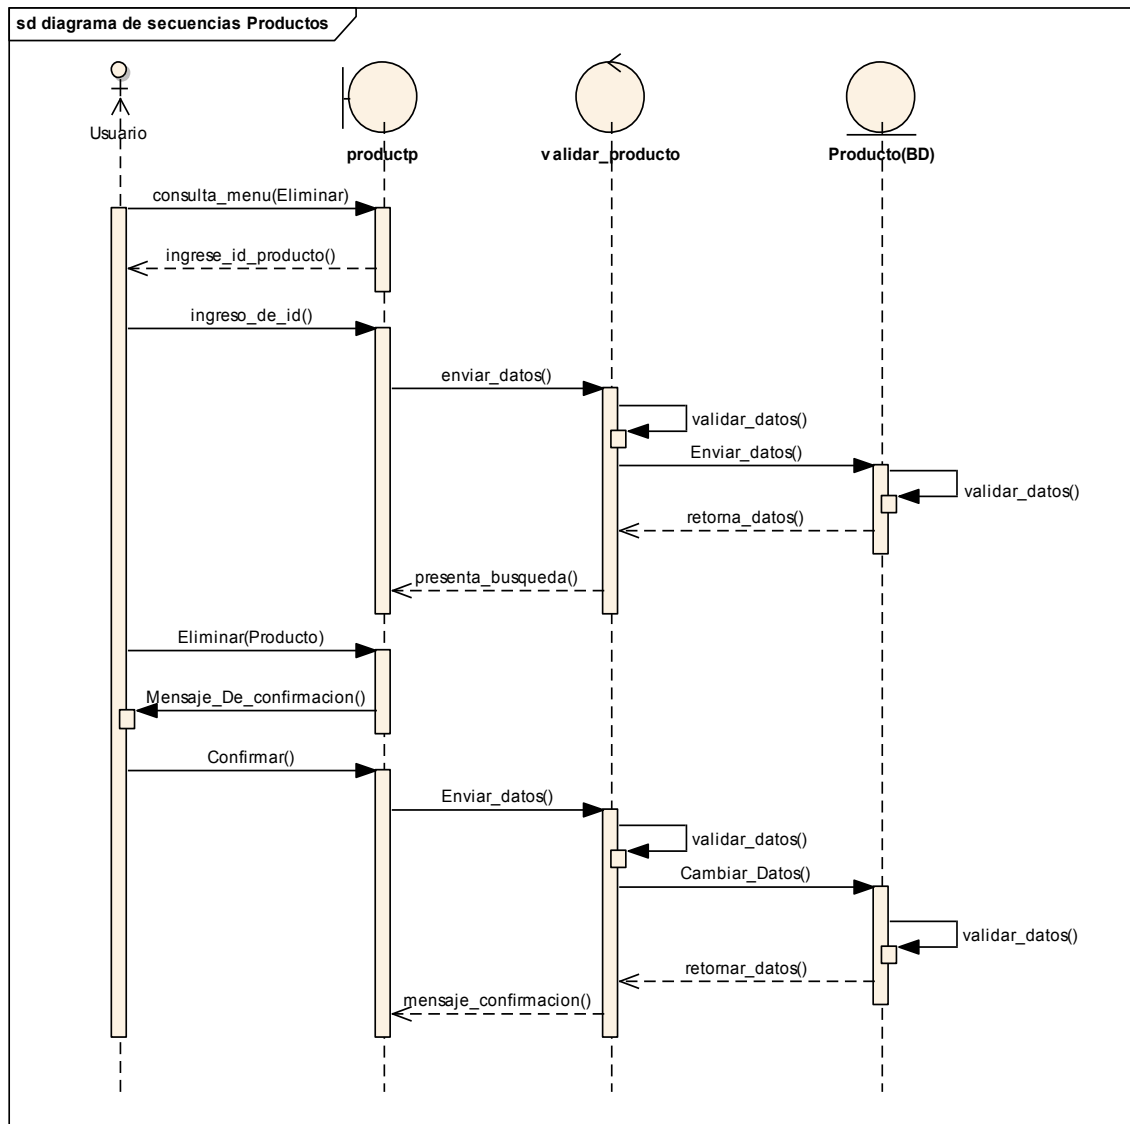 sd diagrama de secuencias Productos
Usuario
productp
validar_producto
Producto(BD)
consulta_menu(Eliminar)
ingrese_id_producto()
ingreso_de_id()
enviar_datos()
validar_datos()
Enviar_datos()
validar_datos()
retorna_datos()
presenta_busqueda()
Eliminar(Producto)
Mensaje_De_confirmacion()
Confirmar()
Enviar_datos()
validar_datos()
Cambiar_Datos()
validar_datos()
retornar_datos()
mensaje_confirmacion()